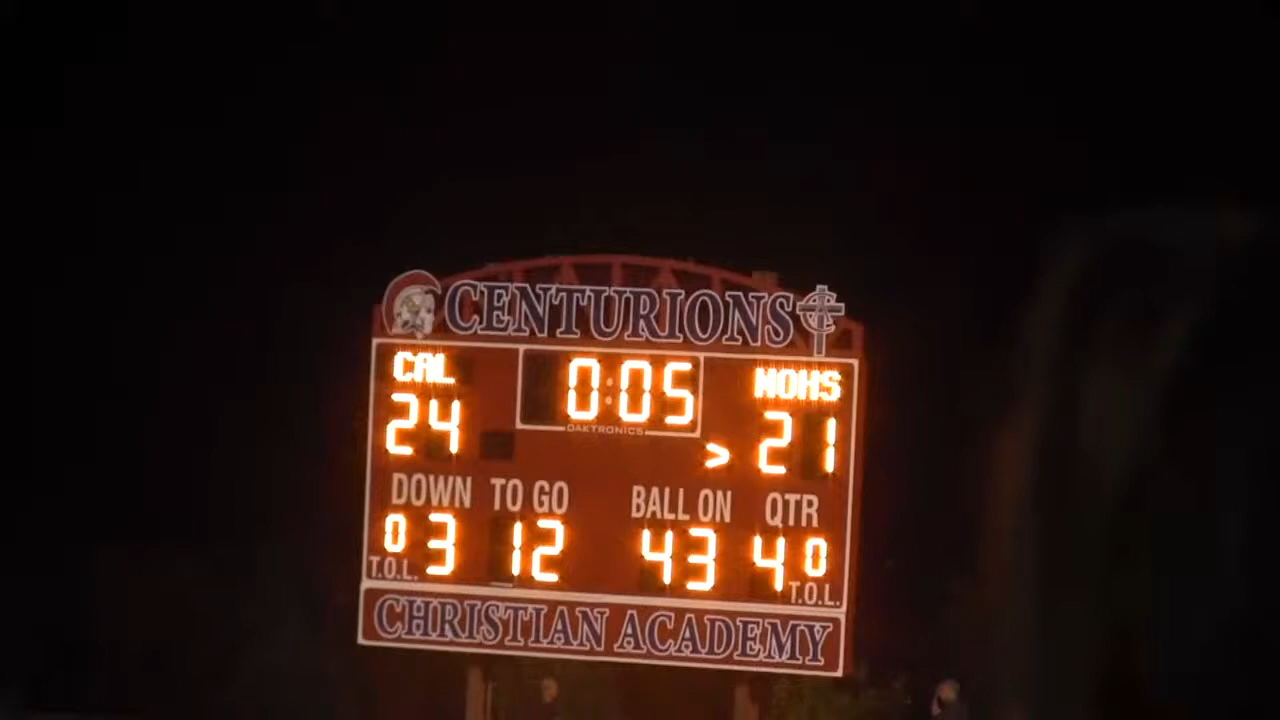 CENTURIONS
CAL 0:05 NOHS
24 DAKTRONICS > 21
DOWN TO GO BALL ON QTR
0 3 12 43 4 0
T.O.L. T.O.L.
CHRISTIAN ACADEMY